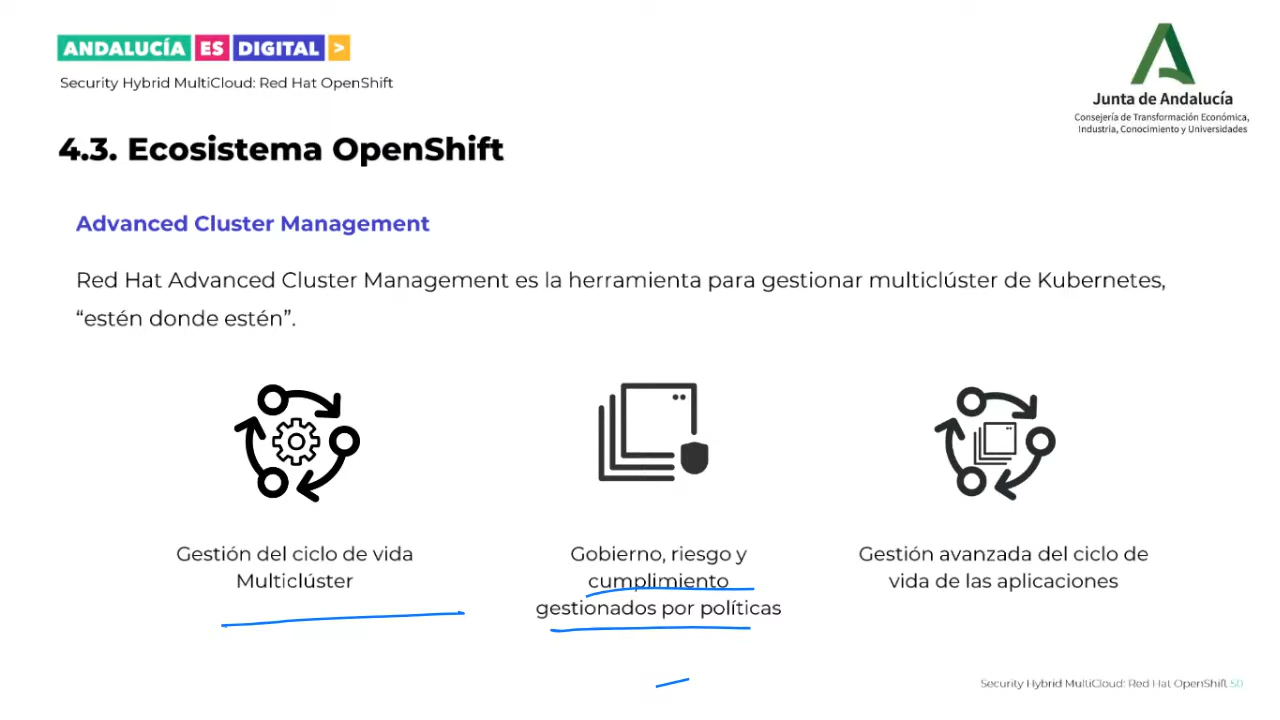 ANDALUCÍA ES DIGITAL >
Security Hybrid MultiCloud: Red Hat OpenShift
Junta de Andalucía
Consejería de Transformación Económica,
Industria, Conocimiento y Universidades
4.3. Ecosistema OpenShift
Advanced Cluster Management
Red Hat Advanced Cluster Management es la herramienta para gestionar multiclúster de Kubernetes,
“estén donde estén”.
Gestión del ciclo de vida
Multiclúster
Gobierno, riesgo y
cumplimiento
gestionados por políticas
Gestión avanzada del ciclo de
vida de las aplicaciones
Security Hybrid MultiCloud: Red Hat OpenShift 50